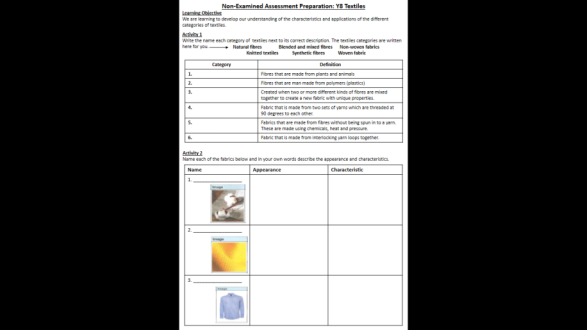 Non-Examined Assessment Preparation: Y8 Textiles
Learning Objective
We are learning to develop our understanding of the characteristics and applications of the different
categories of textiles.
Activity 1
Write the name each category of textiles next to its correct description. The textiles categories are written
here for you. Natural fibres Blended and mixed fibres Non-woven fabrics
Knitted textiles Synthetic fibres Woven fabric
Category Definition
1. Fibres that are made from plants and animals
2. Fibres that are man made from polymers (plastics)
3. Created when two or more different kinds of fibres are mixed
together to create a new fabric with unique properties.
4. Fabric that is made from two sets of yarns which are threaded at
90 degrees to each other.
5. Fabrics that are made from fibres without being spun in to a yarn.
These are made using chemicals, heat and pressure.
6. Fabric that is made from interlocking yarn loops together.
Activity 2
Name each of the fabrics below and in your own words describe the appearance and characteristics.
Name Appearance Characteristic
1. ____________
Image
2. ____________
Image
3. ____________
Image